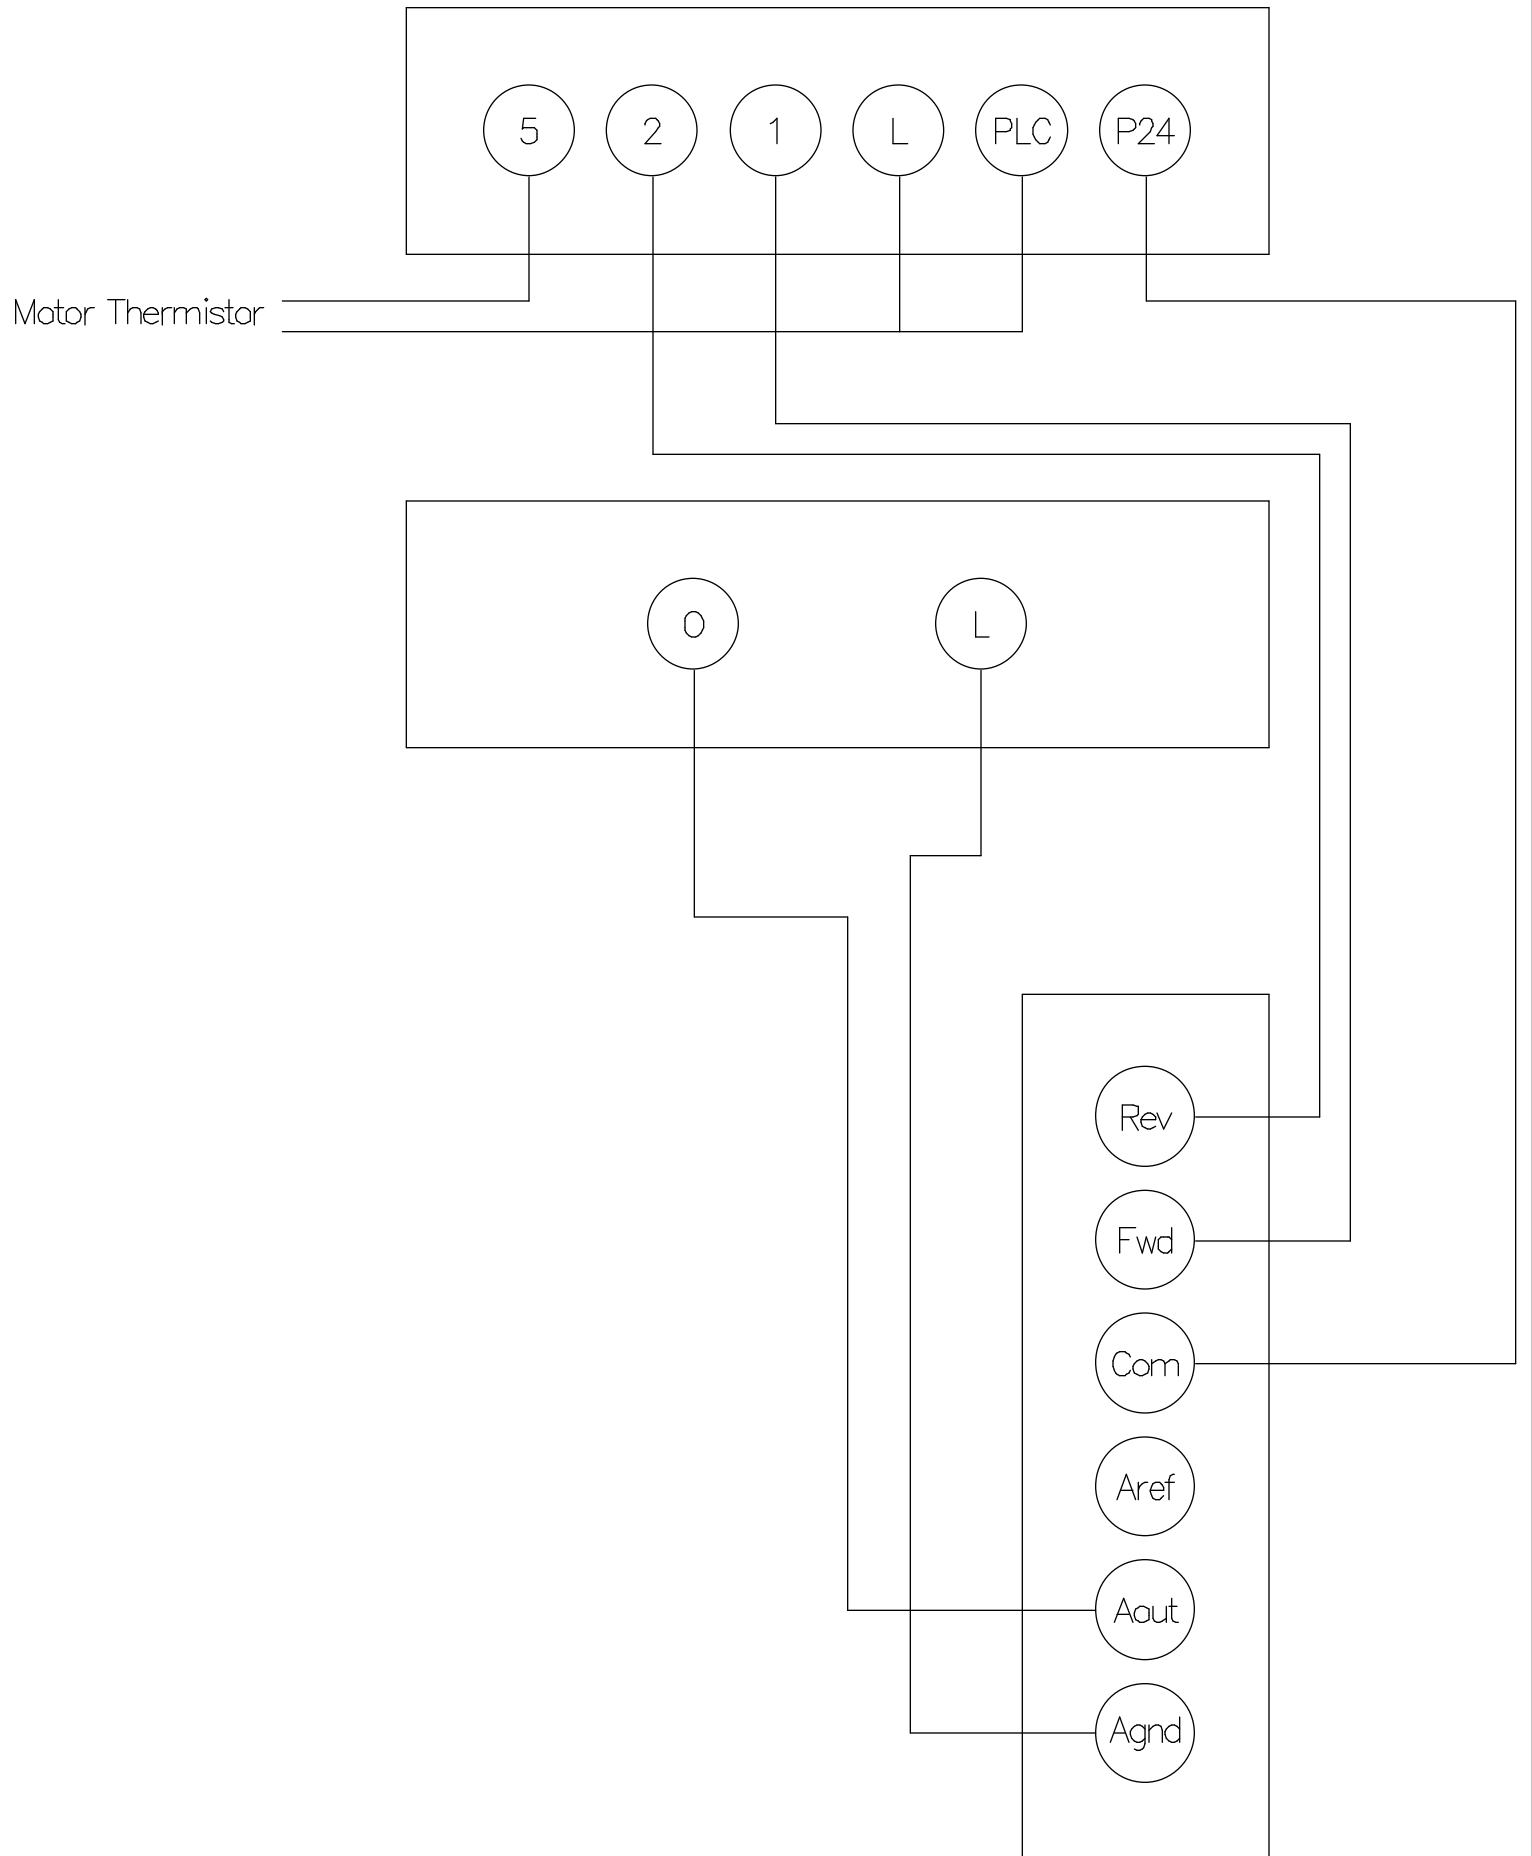 5 2 1 L PLC P24
Motor Thermistor
O L
Rev
Fwd
Com
Aref
Aout
Agnd